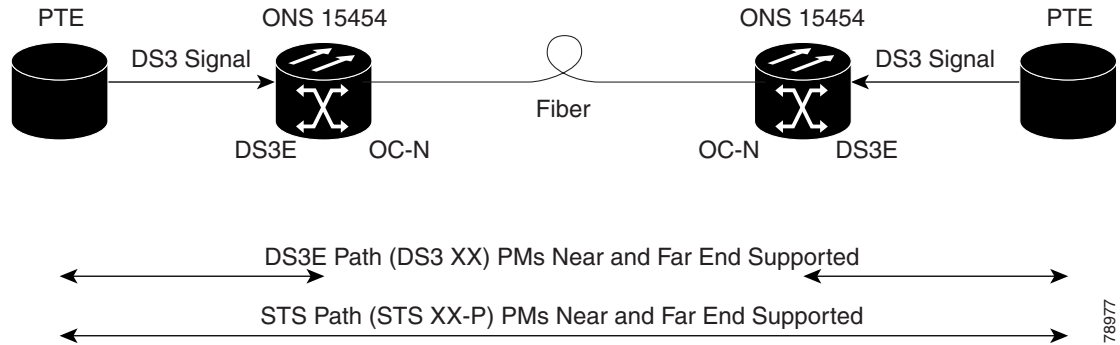 PTE
ONS 15454
ONS 15454
PTE
DS3 Signal
DS3 Signal
Fiber
DS3E
OC-N
OC-N
DS3E
DS3E Path (DS3 XX) PMs Near and Far End Supported
STS Path (STS XX-P) PMs Near and Far End Supported
78977